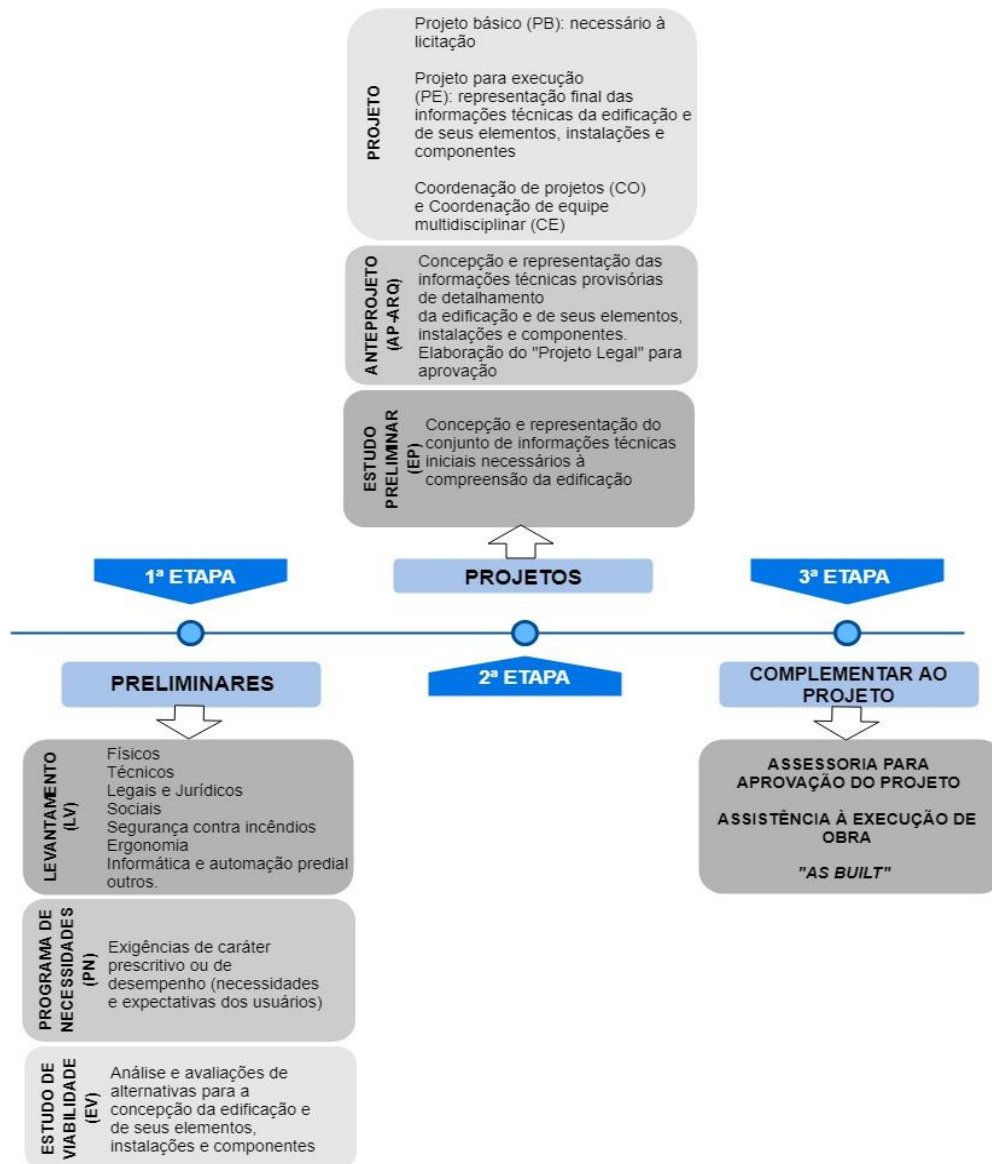 PROJETO
Projeto básico (PB): necessário à
licitação
Projeto para execução
(PE): representação final das
informações técnicas da edificação e
de seus elementos, instalações e
componentes
Coordenação de projetos (CO)
e Coordenação de equipe
multidisciplinar (CE)
ANTEPROJETO
(AP-ARQ)
Concepção e representação das
informações técnicas provisórias
de detalhamento
da edificação e de seus elementos,
instalações e componentes.
Elaboração do "Projeto Legal" para
aprovação
ESTUDO
PRELIMINAR
(EP)
Concepção e representação do
conjunto de informações técnicas
iniciais necessários à
compreensão da edificação
1ª ETAPA
PROJETOS
3ª ETAPA
PRELIMINARES
2ª ETAPA
COMPLEMENTAR AO
PROJETO
LEVANTAMENTO
(LV)
Físicos
Técnicos
Legais e Jurídicos
Sociais
Segurança contra incêndios
Ergonomia
Informática e automação predial
outros.
PROGRAMA DE
NECESSIDADES
(PN)
Exigências de caráter
prescritivo ou de
desempenho (necessidades
e expectativas dos usuários)
ESTUDO DE
VIABILIDADE
(EV)
Análise e avaliações de
alternativas para a
concepção da edificação e
de seus elementos,
instalações e componentes
ASSESSORIA PARA
APROVAÇÃO DO PROJETO
ASSISTÊNCIA À EXECUÇÃO DE
OBRA
"AS BUILT"